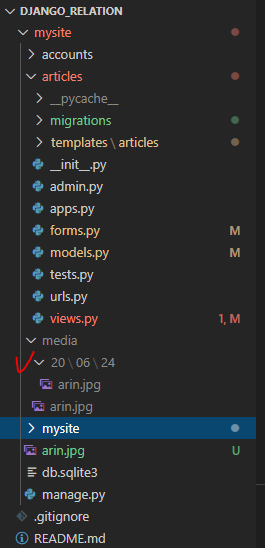 DJANGO_RELATION
mysite
accounts
articles
__pycache__
migrations
templates \ articles
__init__.py
admin.py
apps.py
forms.py M
models.py M
tests.py
urls.py
views.py 1, M
media
20 \ 06 \ 24
arin.jpg
arin.jpg
mysite
arin.jpg U
db.sqlite3
manage.py
.gitignore
README.md